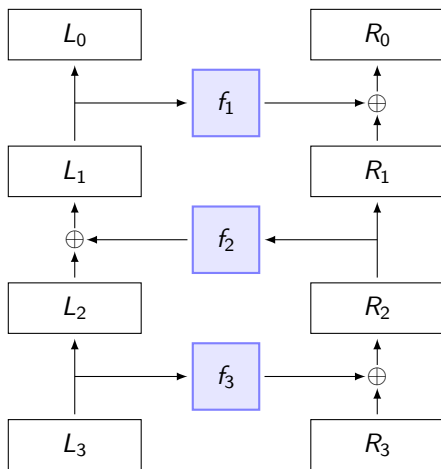 L₀ R₀
f₁ ⊕
L₁ R₁
⊕ f₂
L₂ R₂
f₃ ⊕
L₃ R₃